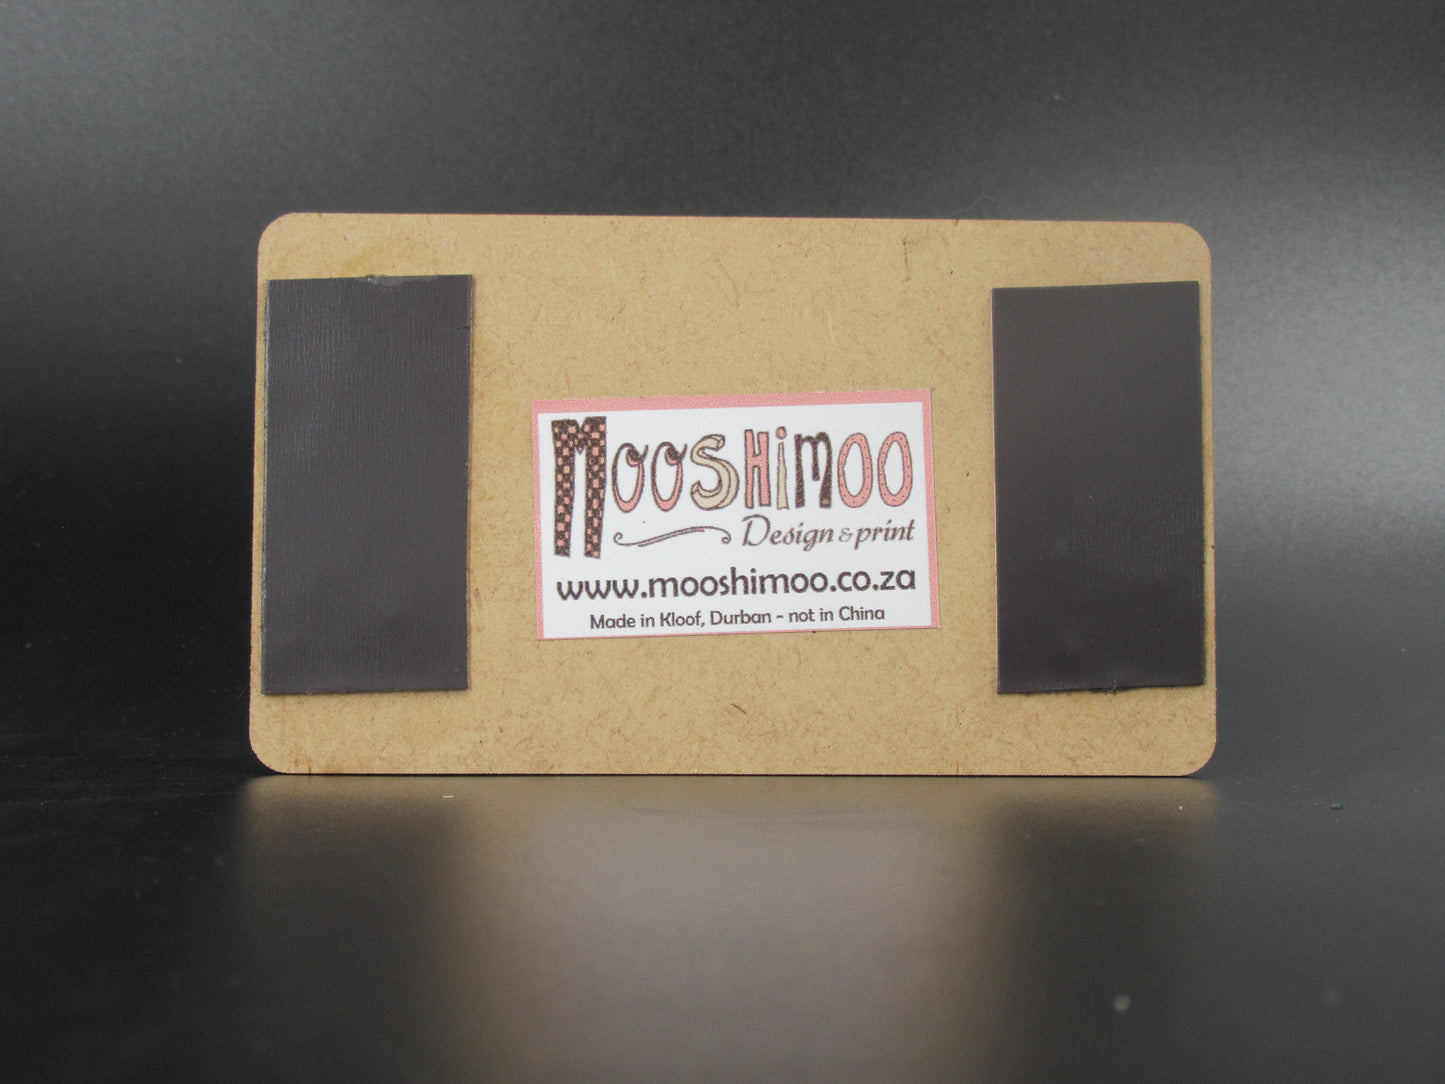 Mooshimoo
Design & print
www.mooshimoo.co.za
Made in Kloof, Durban - not in China